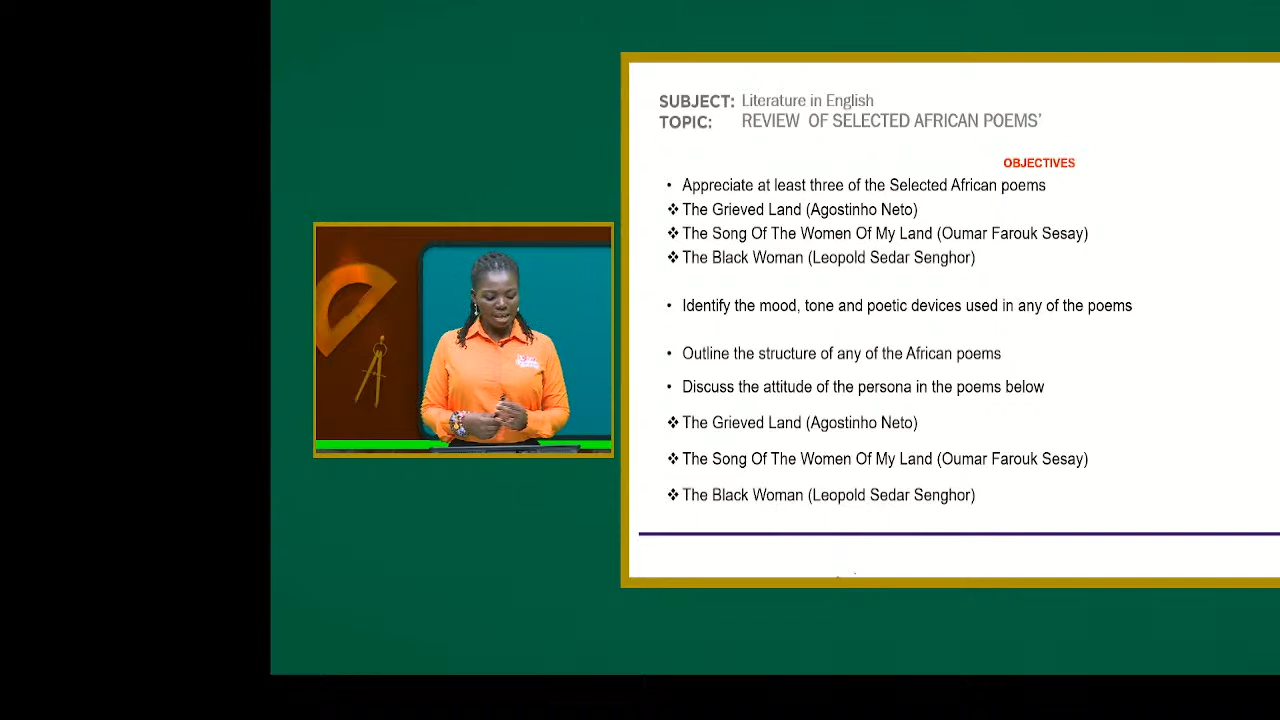 SUBJECT: Literature in English
TOPIC: REVIEW OF SELECTED AFRICAN POEMS'
OBJECTIVES
• Appreciate at least three of the Selected African poems
❖ The Grieved Land (Agostinho Neto)
❖ The Song Of The Women Of My Land (Oumar Farouk Sesay)
❖ The Black Woman (Leopold Sedar Senghor)
• Identify the mood, tone and poetic devices used in any of the poems
• Outline the structure of any of the African poems
• Discuss the attitude of the persona in the poems below
❖ The Grieved Land (Agostinho Neto)
❖ The Song Of The Women Of My Land (Oumar Farouk Sesay)
❖ The Black Woman (Leopold Sedar Senghor)